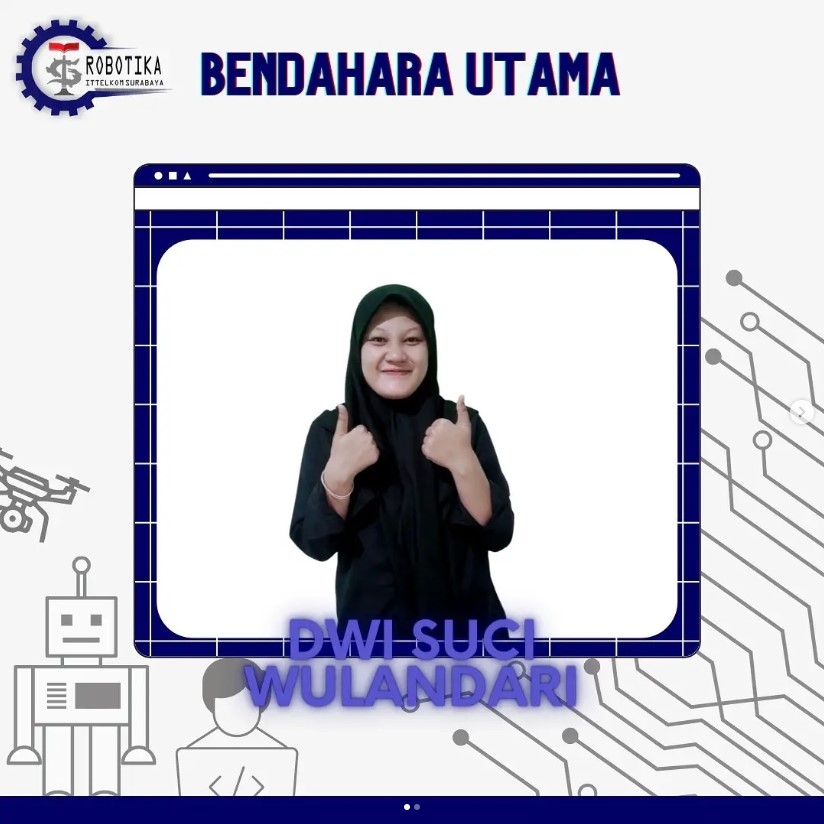 ROBOTIKA
ITTELKOM SURABAYA
BENDAHARA UTAMA
DWI SUCI
WULANDARI
</>